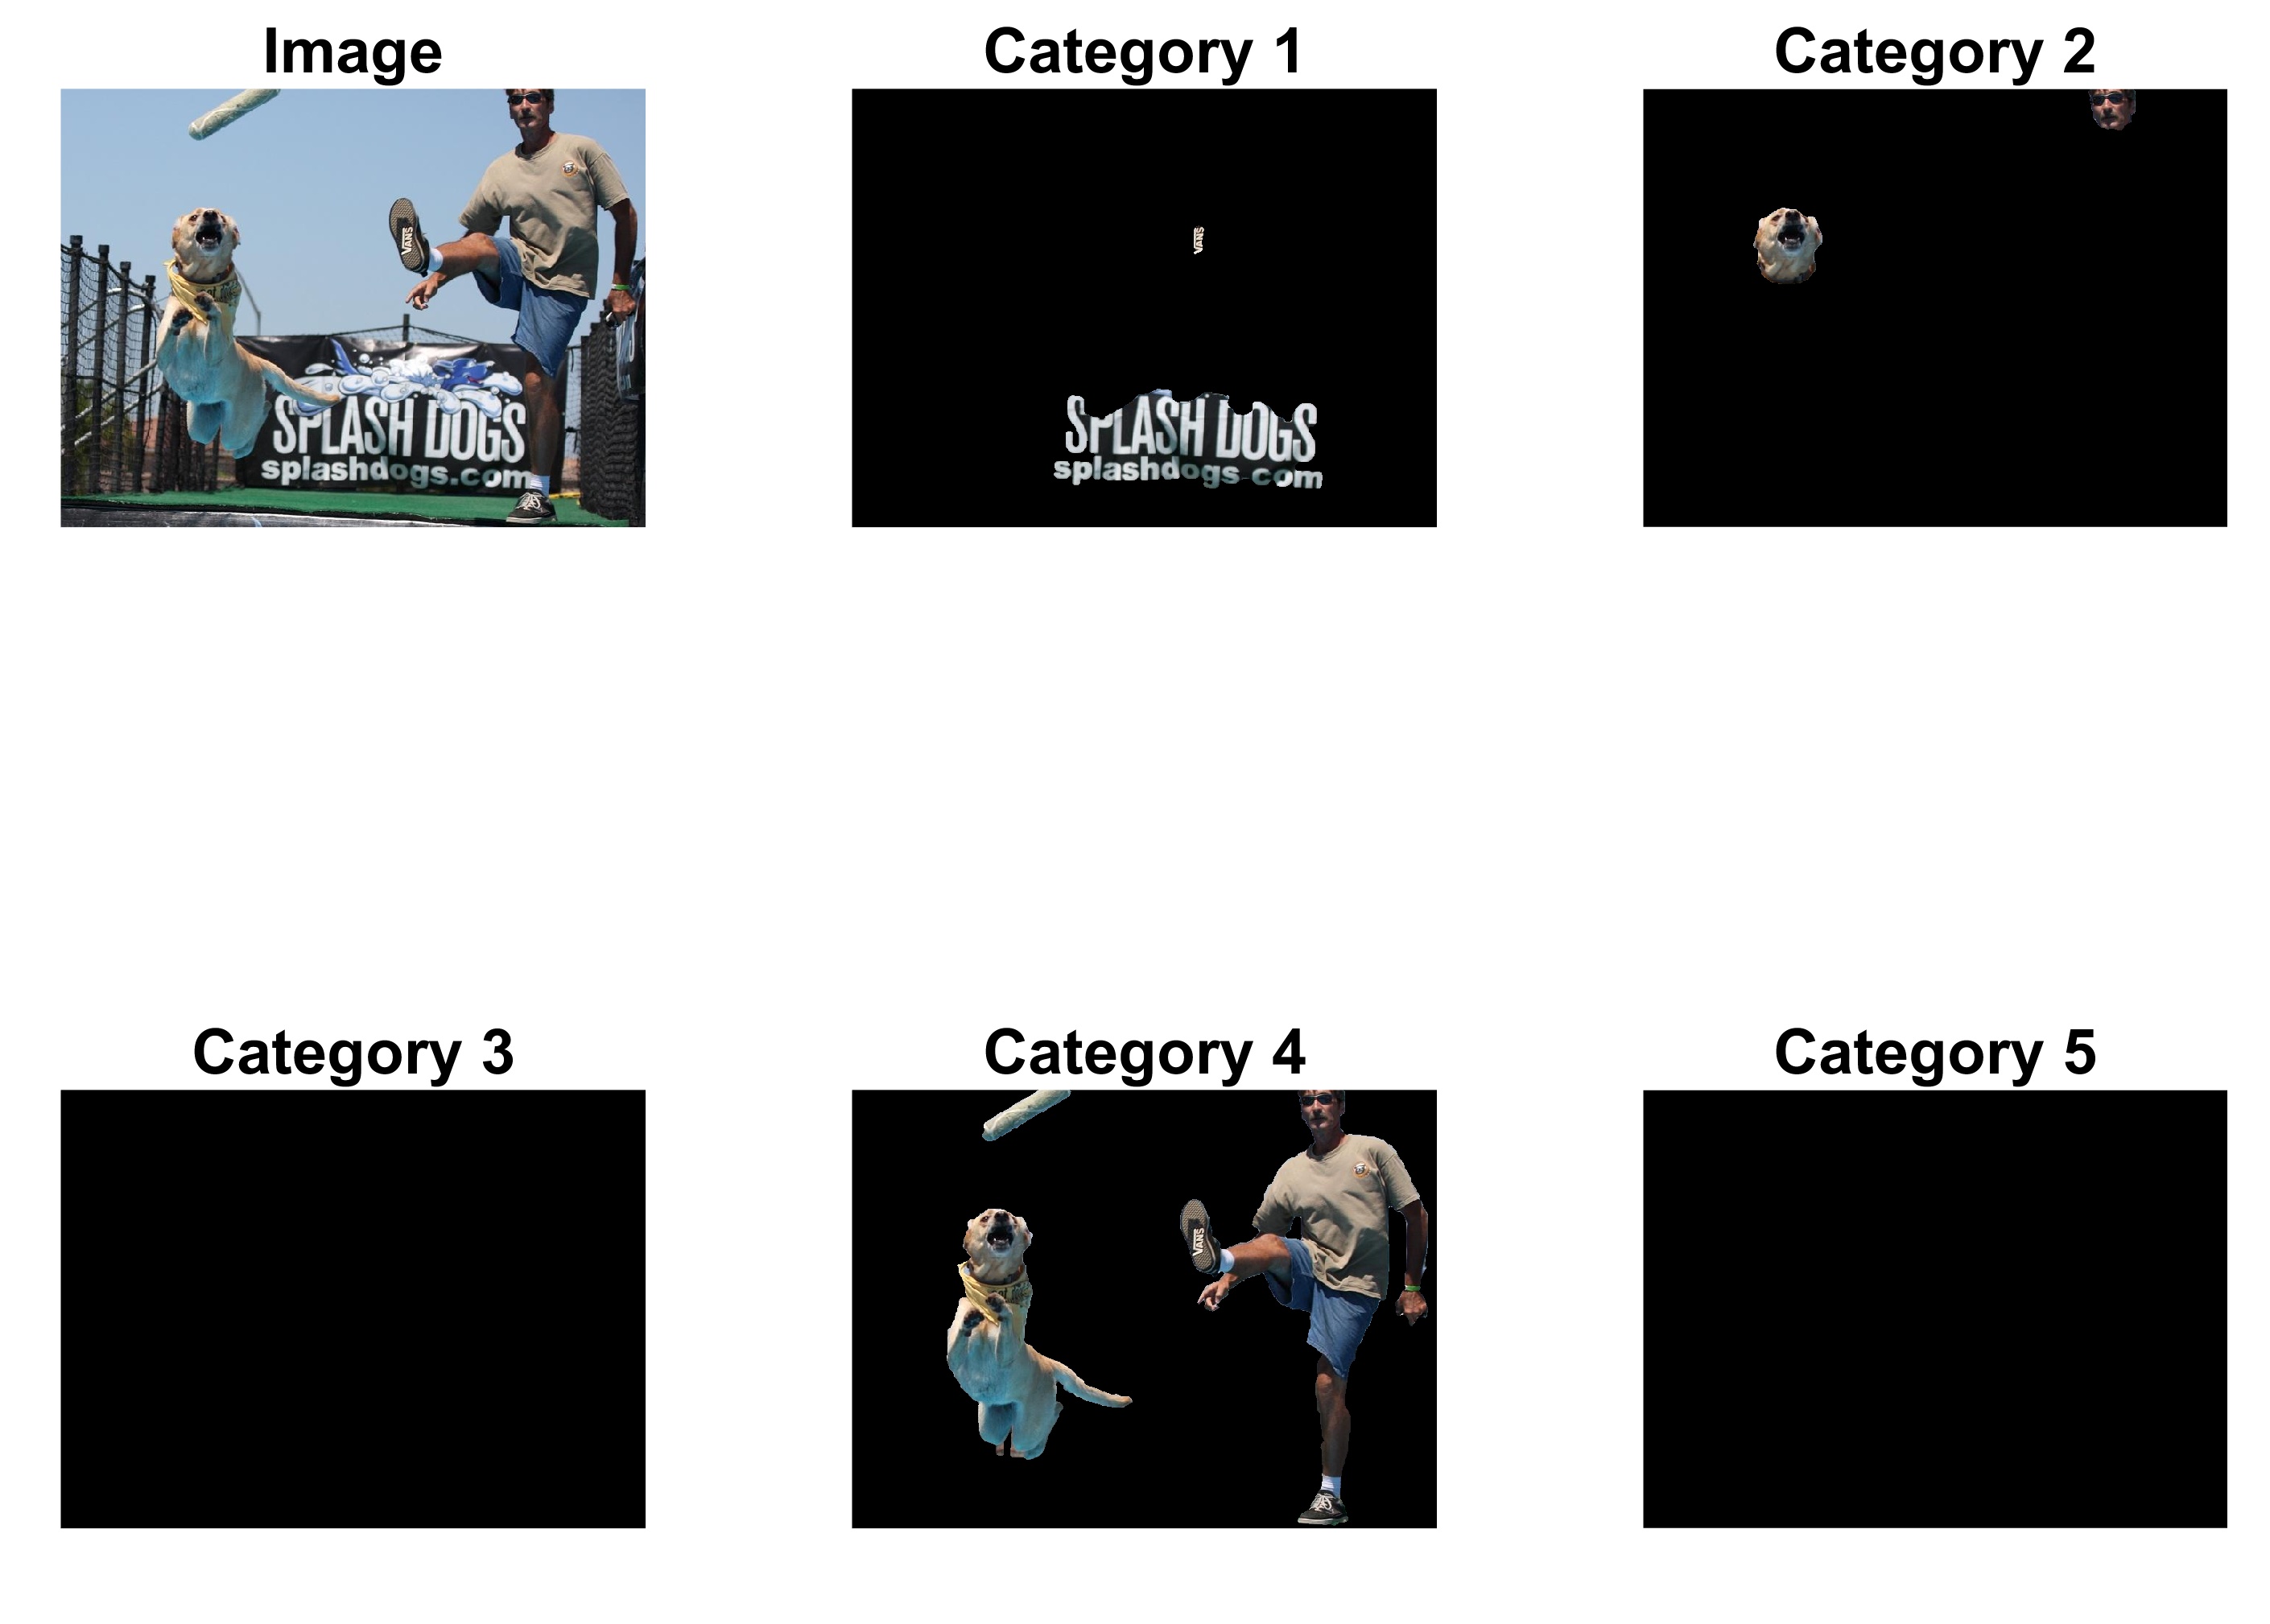 Image
Category 1
Category 2
VANS
SPLASH DOGS
splashdogs.com
VANS
SPLASH DOGS
splashdogs com
Category 3
Category 4
Category 5
VANS